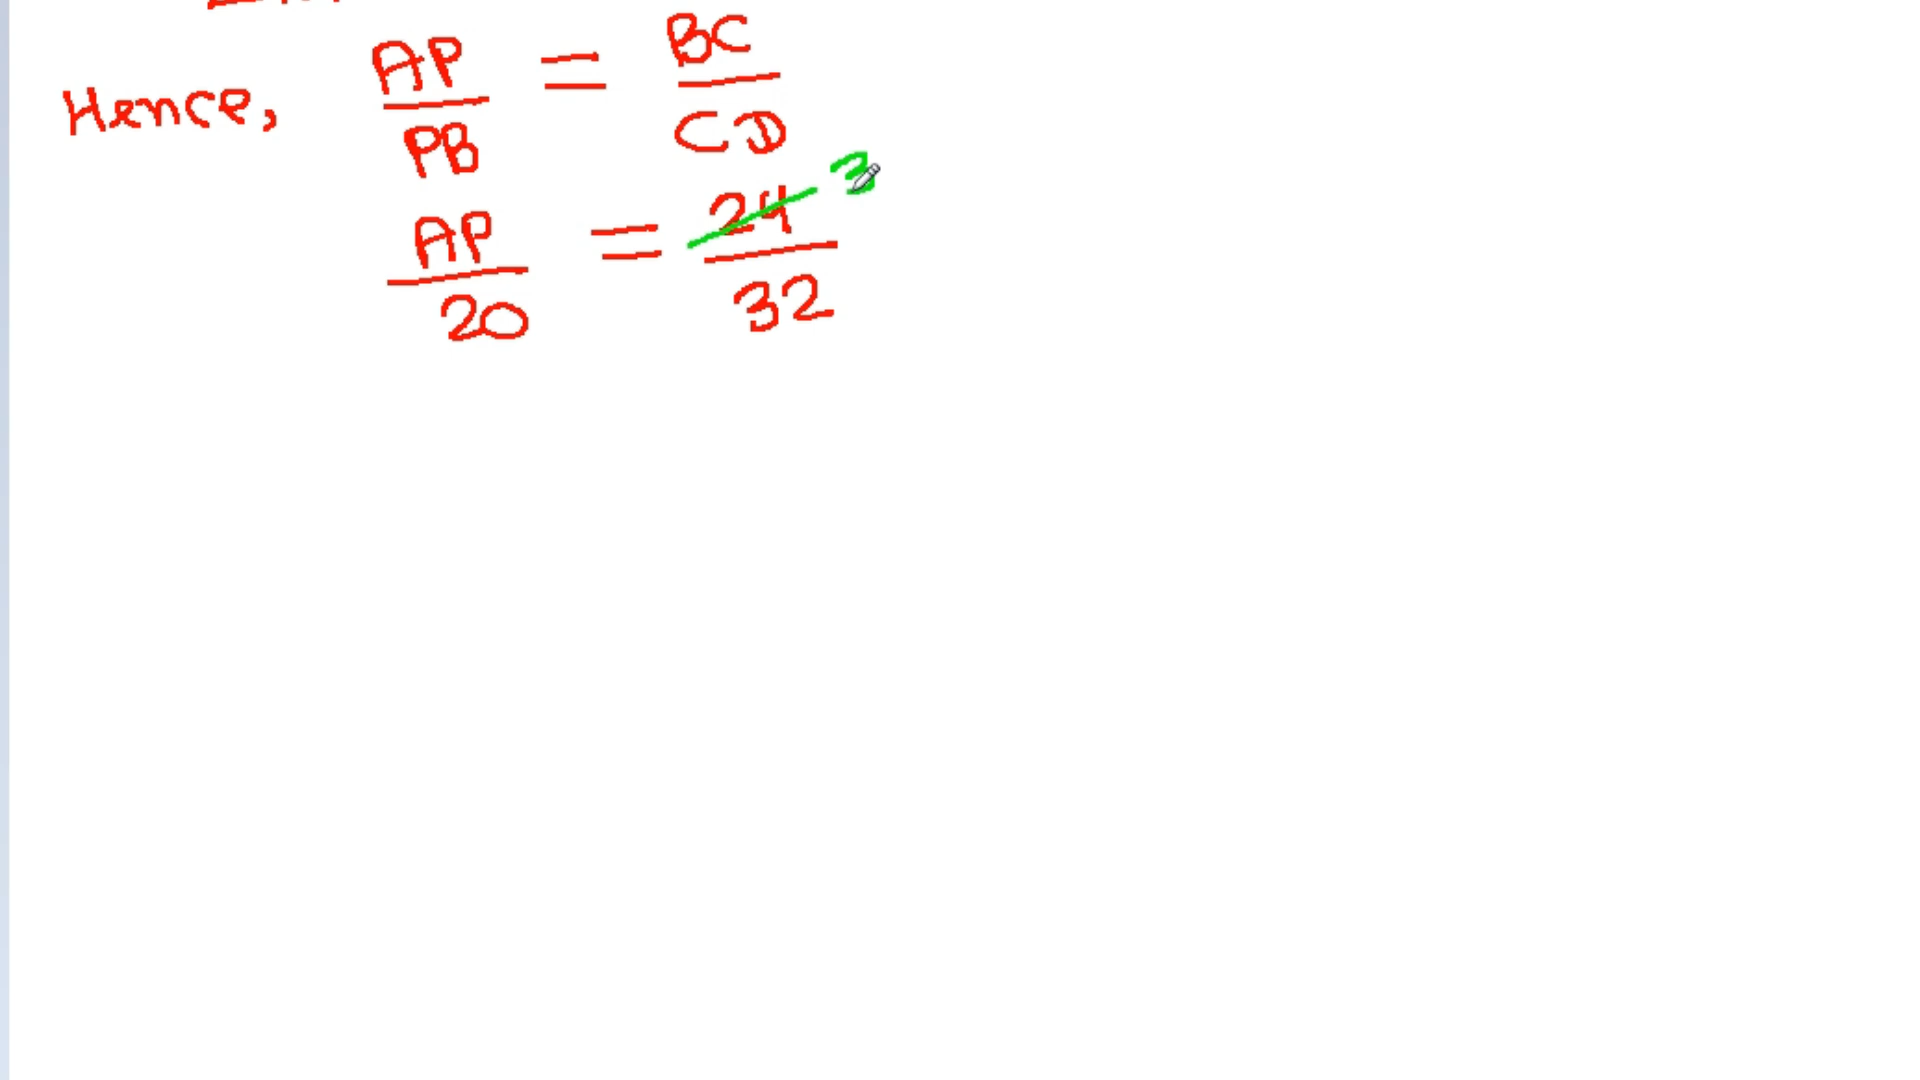 Hence, AP/PB = BC/CD
AP/20 = 24/32 3